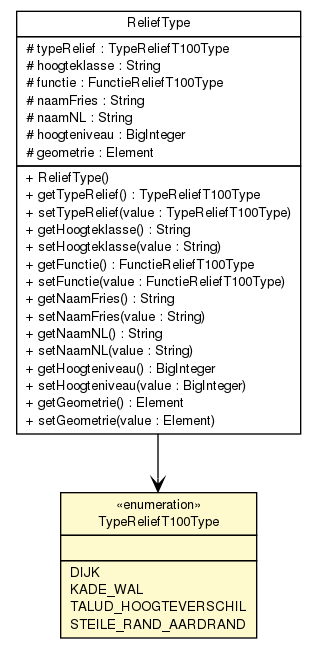 ReliefType
# typeRelief : TypeReliefT100Type
# hoogteklasse : String
# functie : FunctieReliefT100Type
# naamFries : String
# naamNL : String
# hoogteniveau : BigInteger
# geometrie : Element
+ ReliefType()
+ getTypeRelief() : TypeReliefT100Type
+ setTypeRelief(value : TypeReliefT100Type)
+ getHoogteklasse() : String
+ setHoogteklasse(value : String)
+ getFunctie() : FunctieReliefT100Type
+ setFunctie(value : FunctieReliefT100Type)
+ getNaamFries() : String
+ setNaamFries(value : String)
+ getNaamNL() : String
+ setNaamNL(value : String)
+ getHoogteniveau() : BigInteger
+ setHoogteniveau(value : BigInteger)
+ getGeometrie() : Element
+ setGeometrie(value : Element)
«enumeration»
TypeReliefT100Type
DIJK
KADE_WAL
TALUD_HOOGTEVERSCHIL
STEILE_RAND_AARDRAND